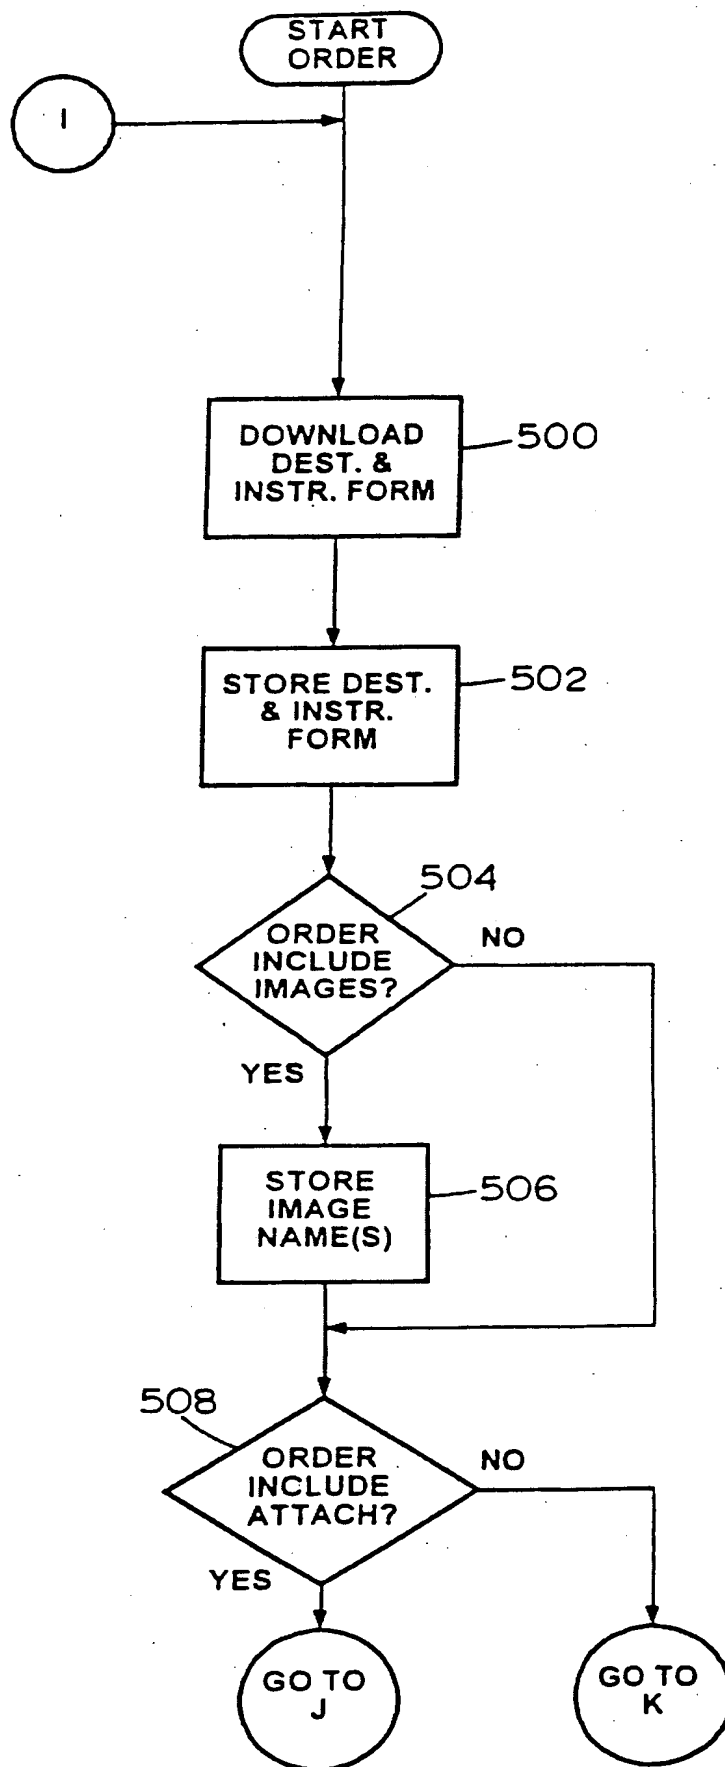 START
ORDER
I
DOWNLOAD
DEST. &
INSTR. FORM
500
STORE DEST.
& INSTR.
FORM
502
504
ORDER
INCLUDE
IMAGES?
NO
YES
STORE
IMAGE
NAME(S)
506
508
ORDER
INCLUDE
ATTACH?
NO
YES
GO TO
J
GO TO
K